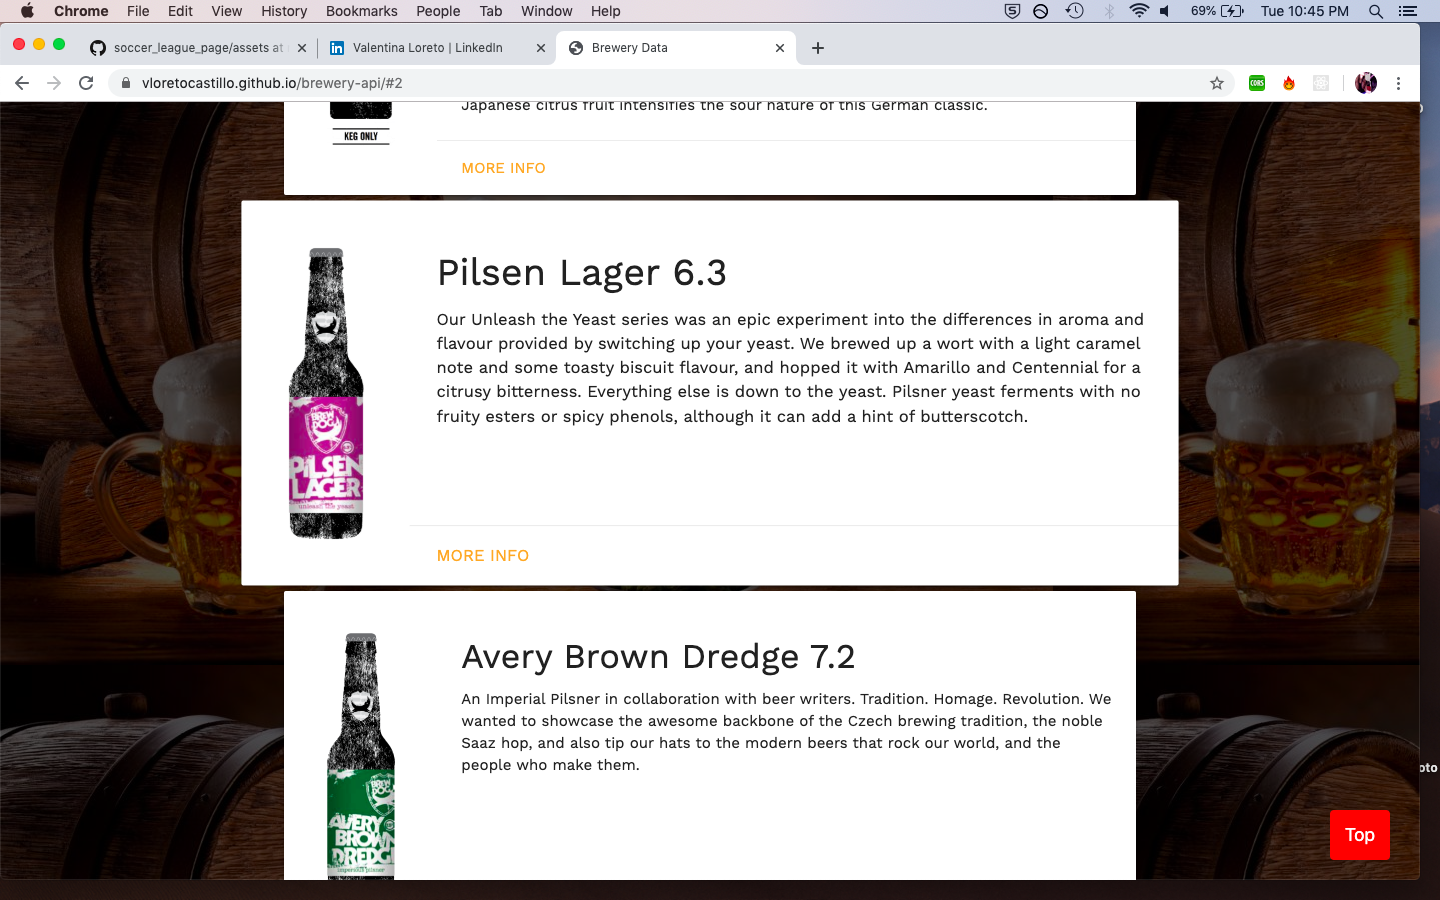 Chrome File Edit View History Bookmarks People Tab Window Help
69% Tue 10:45 PM
soccer_league_page/assets at
Valentina Loreto | LinkedIn
Brewery Data
vloretocastillo.github.io/brewery-api/#2
CORS
Japanese citrus fruit intensifies the sour nature of this German classic.
KEG ONLY
MORE INFO
Pilsen Lager 6.3
Our Unleash the Yeast series was an epic experiment into the differences in aroma and
flavour provided by switching up your yeast. We brewed up a wort with a light caramel
note and some toasty biscuit flavour, and hopped it with Amarillo and Centennial for a
citrusy bitterness. Everything else is down to the yeast. Pilsner yeast ferments with no
fruity esters or spicy phenols, although it can add a hint of butterscotch.
BREW
DOG
PILSEN
LAGER
unleash the yeast
MORE INFO
Avery Brown Dredge 7.2
An Imperial Pilsner in collaboration with beer writers. Tradition. Homage. Revolution. We
wanted to showcase the awesome backbone of the Czech brewing tradition, the noble
Saaz hop, and also tip our hats to the modern beers that rock our world, and the
people who make them.
BREW
DOG
AVERY
BROWN
DREDGE
imperial pilsner
oto
Top